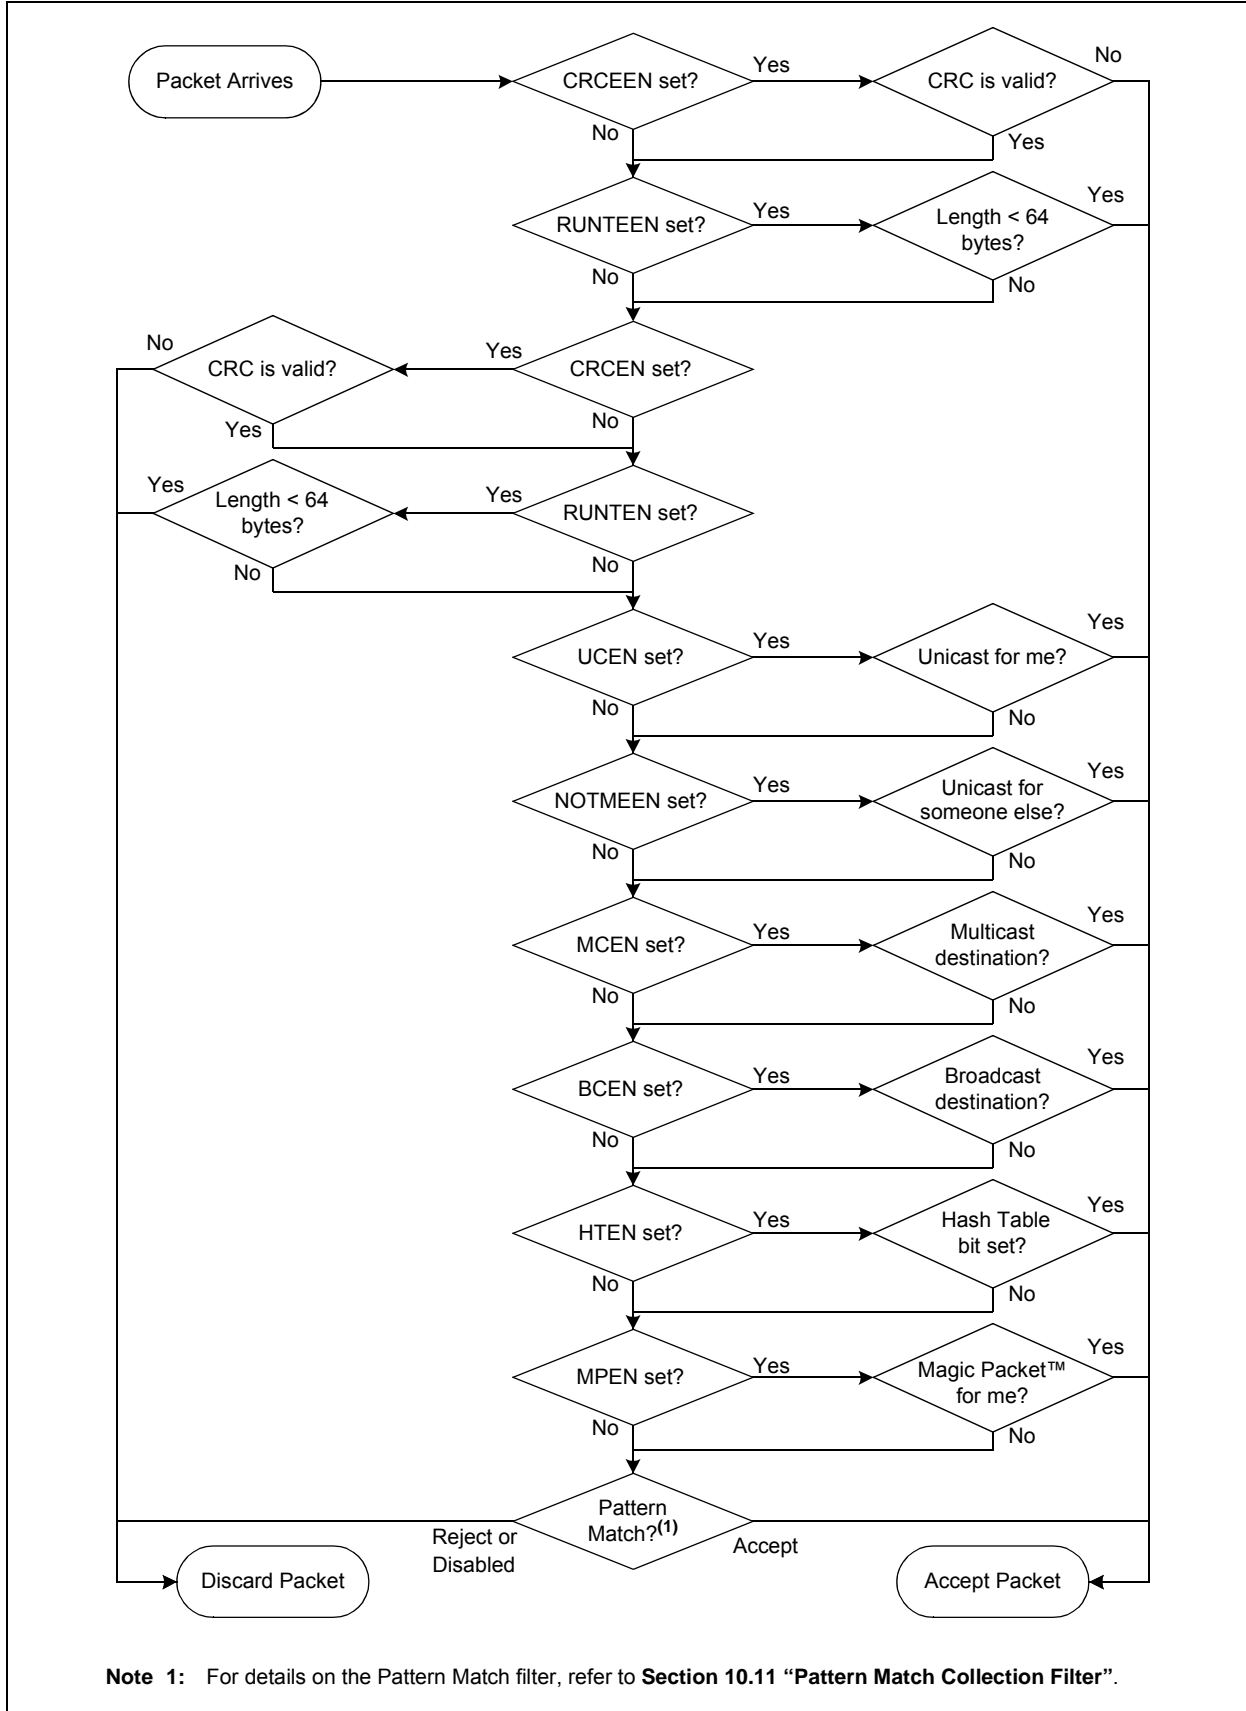 Packet Arrives
CRCEEN set?
Yes
CRC is valid?
No
No
Yes
RUNTEEN set?
Yes
Length < 64
bytes?
Yes
No
No
No
CRC is valid?
Yes
CRCEN set?
Yes
No
Yes
Length < 64
bytes?
Yes
RUNTEN set?
No
No
UCEN set?
Yes
Unicast for me?
Yes
No
No
NOTMEEN set?
Yes
Unicast for
someone else?
Yes
No
No
MCEN set?
Yes
Multicast
destination?
Yes
No
No
BCEN set?
Yes
Broadcast
destination?
Yes
No
No
HTEN set?
Yes
Hash Table
bit set?
Yes
No
No
MPEN set?
Yes
Magic Packet™
for me?
Yes
No
No
Pattern
Match?(1)
Reject or
Disabled
Accept
Discard Packet
Accept Packet
Note 1: For details on the Pattern Match filter, refer to Section 10.11 “Pattern Match Collection Filter”.